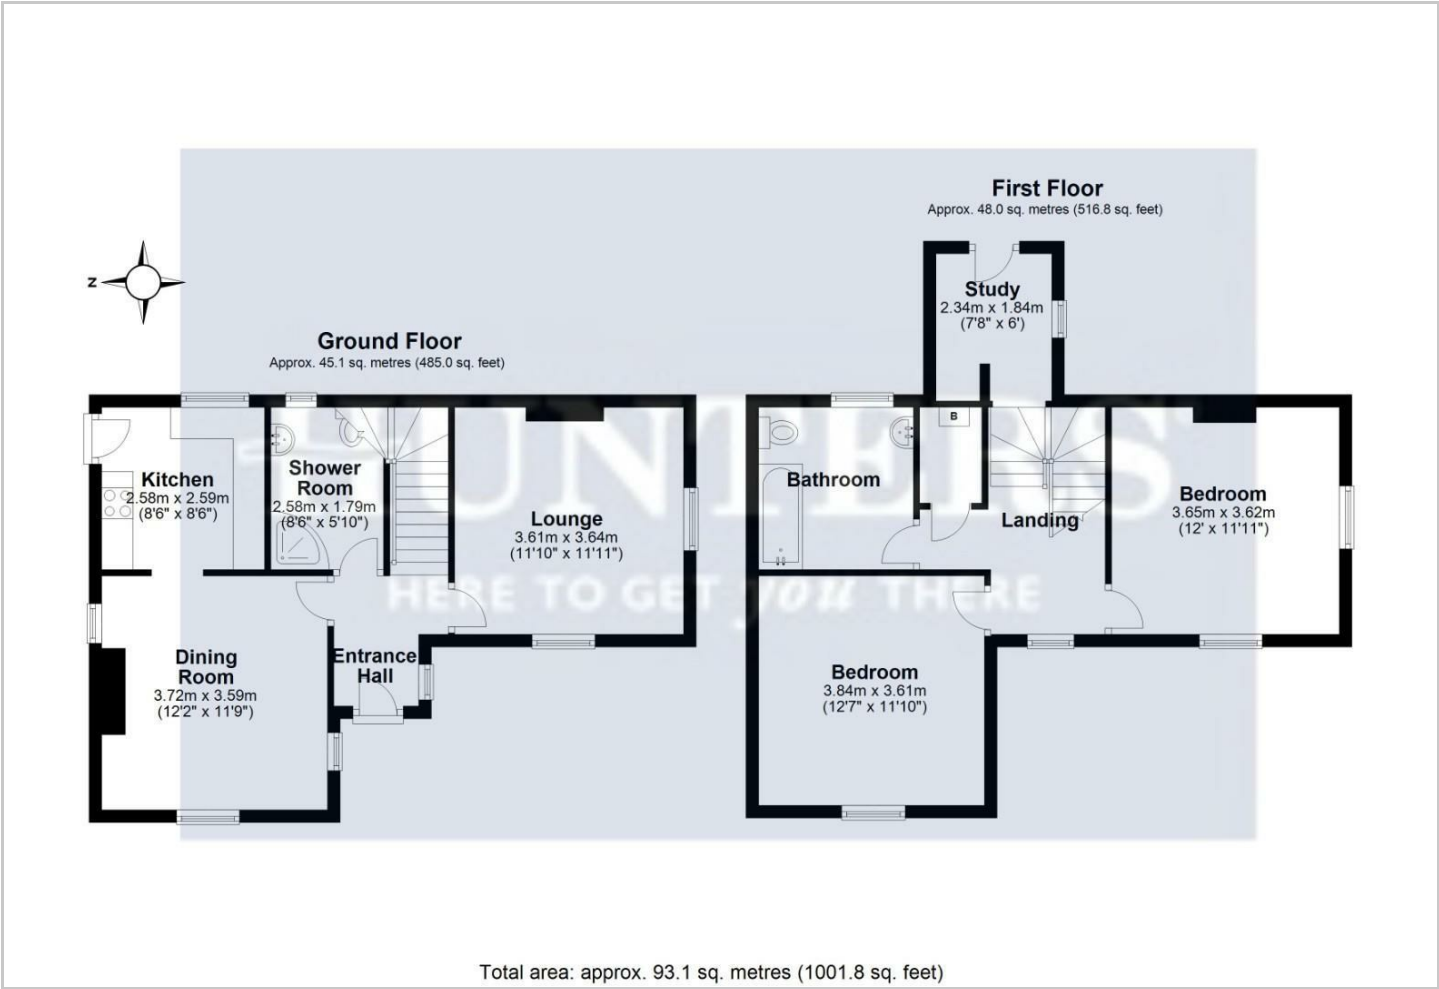 First Floor
Approx. 48.0 sq. metres (516.8 sq. feet)
Study
2.34m x 1.84m
(7'8" x 6')
Z
Ground Floor
Approx. 45.1 sq. metres (485.0 sq. feet)
HUNTERS
HERE TO GET you THERE
Kitchen
2.58m x 2.59m
(8'6" x 8'6")
Shower
Room
2.58m x 1.79m
(8'6" x 5'10")
Lounge
3.61m x 3.64m
(11'10" x 11'11")
Dining
Room
3.72m x 3.59m
(12'2" x 11'9")
Entrance
Hall
B
Bathroom
Landing
Bedroom
3.65m x 3.62m
(12' x 11'11")
Bedroom
3.84m x 3.61m
(12'7" x 11'10")
Total area: approx. 93.1 sq. metres (1001.8 sq. feet)